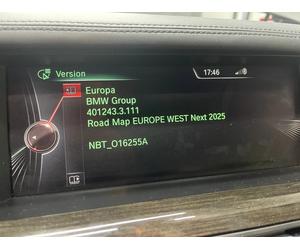 Version
17:46
Europa
BMW Group
401243.3.111
Road Map EUROPE WEST Next 2025
NBT_O16255A